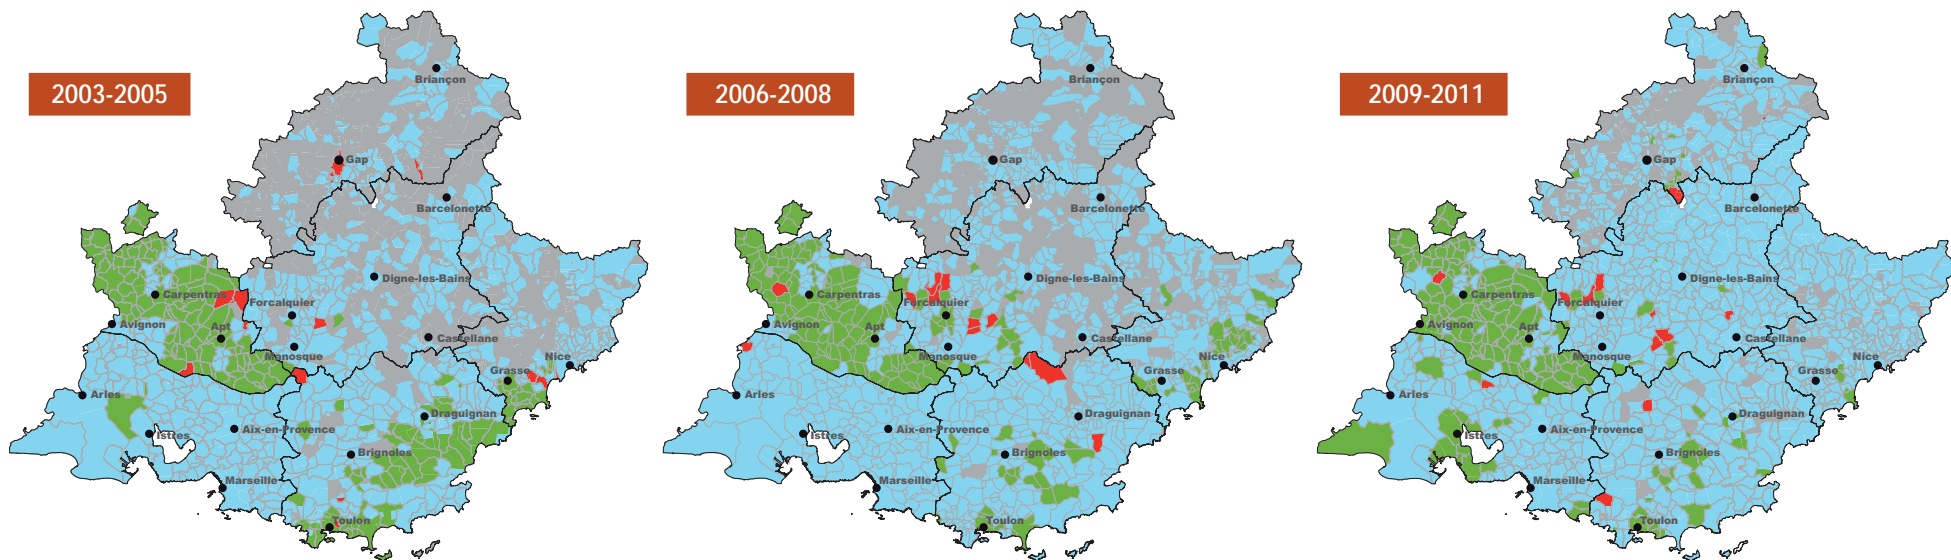 2003-2005
Briançon
Gap
Barcelonette
Digne-les-Bains
Carpentras
Forcalquier
Avignon
Apt
Castellane
Manosque
Nice
Grasse
Arles
Draguignan
Istres
Aix-en-Provence
Brignoles
Marseille
Toulon
2006-2008
Briançon
Gap
Barcelonette
Digne-les-Bains
Carpentras
Forcalquier
Avignon
Apt
Castellane
Manosque
Nice
Grasse
Arles
Draguignan
Istres
Aix-en-Provence
Brignoles
Marseille
Toulon
2009-2011
Briançon
Gap
Barcelonette
Digne-les-Bains
Carpentras
Forcalquier
Avignon
Apt
Castellane
Manosque
Nice
Grasse
Arles
Draguignan
Istres
Aix-en-Provence
Brignoles
Marseille
Toulon